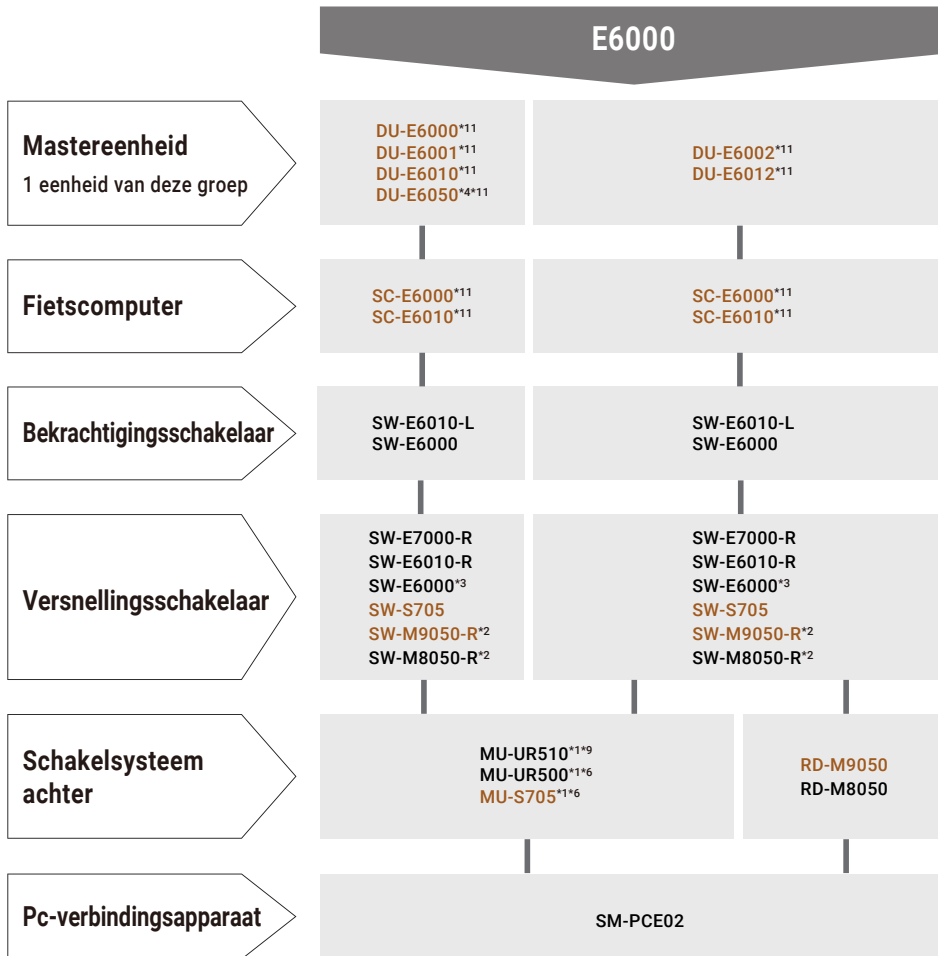 E6000
Mastereenheid
1 eenheid van deze groep
DU-E6000*11
DU-E6001*11
DU-E6010*11
DU-E6050*4*11
DU-E6002*11
DU-E6012*11
Fietscomputer
SC-E6000*11
SC-E6010*11
SC-E6000*11
SC-E6010*11
Bekrachtigingsschakelaar
SW-E6010-L
SW-E6000
SW-E6010-L
SW-E6000
Versnellingsschakelaar
SW-E7000-R
SW-E6010-R
SW-E6000*3
SW-S705
SW-M9050-R*2
SW-M8050-R*2
SW-E7000-R
SW-E6010-R
SW-E6000*3
SW-S705
SW-M9050-R*2
SW-M8050-R*2
Schakelsysteem
achter
MU-UR510*1*9
MU-UR500*1*6
MU-S705*1*6
RD-M9050
RD-M8050
Pc-verbindingsapparaat
SM-PCE02